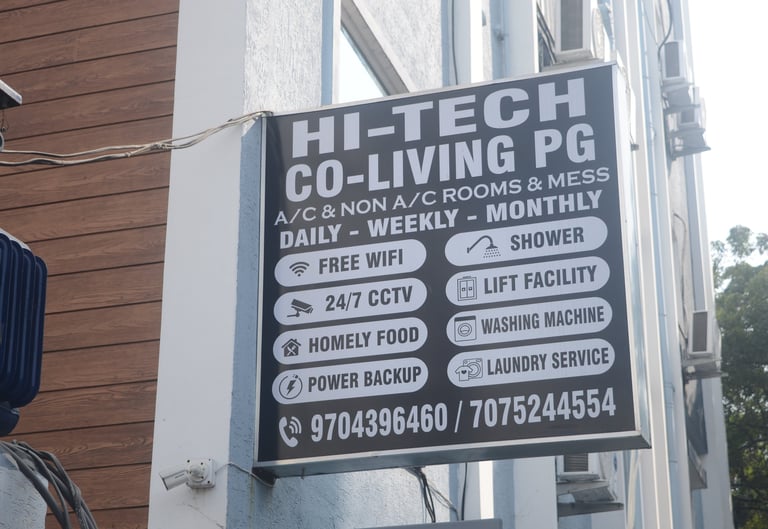 HI-TECH
CO-LIVING PG
A/C & NON A/C ROOMS & MESS
DAILY - WEEKLY - MONTHLY
FREE WIFI
24/7 CCTV
HOMELY FOOD
POWER BACKUP
SHOWER
LIFT FACILITY
WASHING MACHINE
LAUNDRY SERVICE
9704396460 / 7075244554